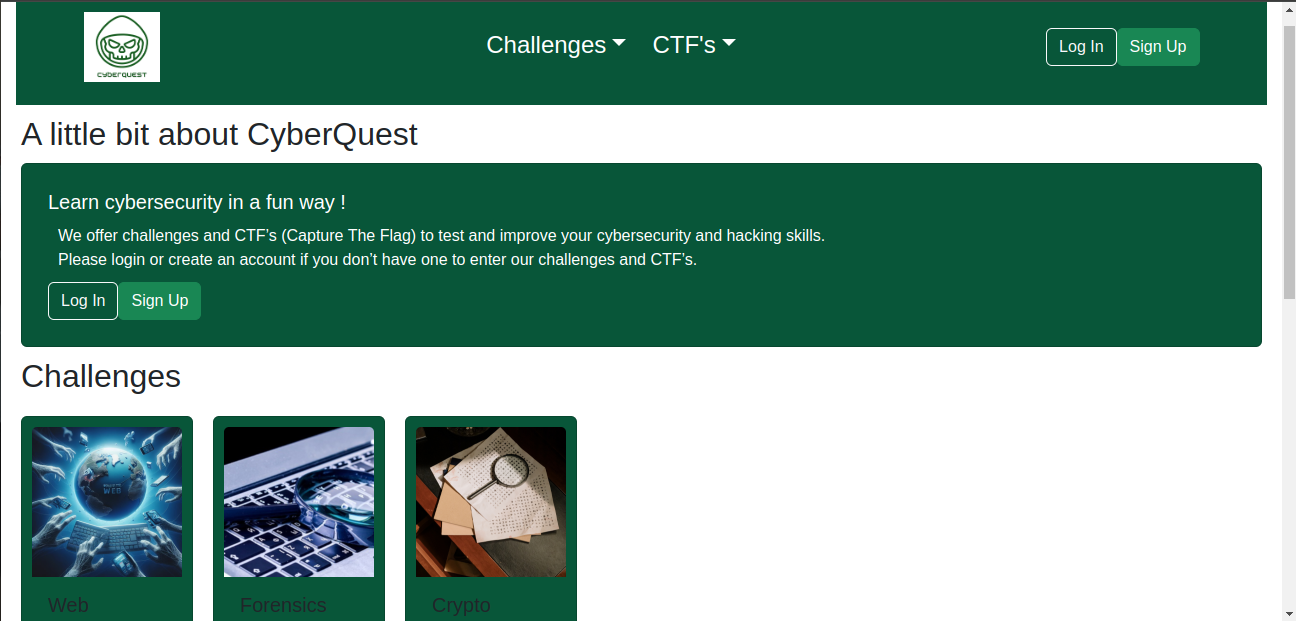 CYBERQUEST
Challenges
CTF's
Log In
Sign Up
A little bit about CyberQuest
Learn cybersecurity in a fun way !
We offer challenges and CTF's (Capture The Flag) to test and improve your cybersecurity and hacking skills.
Please login or create an account if you don't have one to enter our challenges and CTF's.
Log In
Sign Up
Challenges
Web
Forensics
Crypto